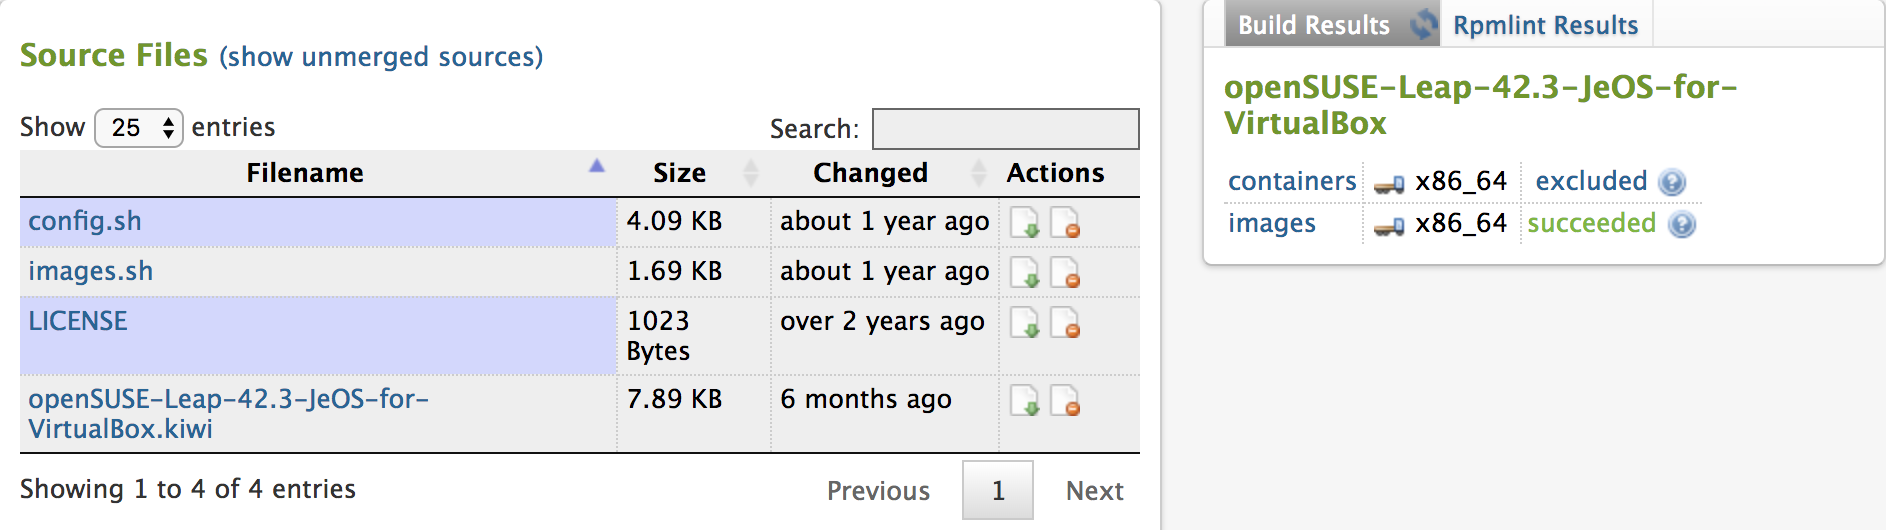 Source Files (show unmerged sources)
Show 25 entries
Search:
Filename Size Changed Actions
config.sh 4.09 KB about 1 year ago
images.sh 1.69 KB about 1 year ago
LICENSE 1023 Bytes over 2 years ago
openSUSE-Leap-42.3-JeOS-for-
VirtualBox.kiwi 7.89 KB 6 months ago
Showing 1 to 4 of 4 entries
Previous 1 Next
Build Results Rpmlint Results
openSUSE-Leap-42.3-JeOS-for-
VirtualBox
containers x86_64 excluded ?
images x86_64 succeeded ?